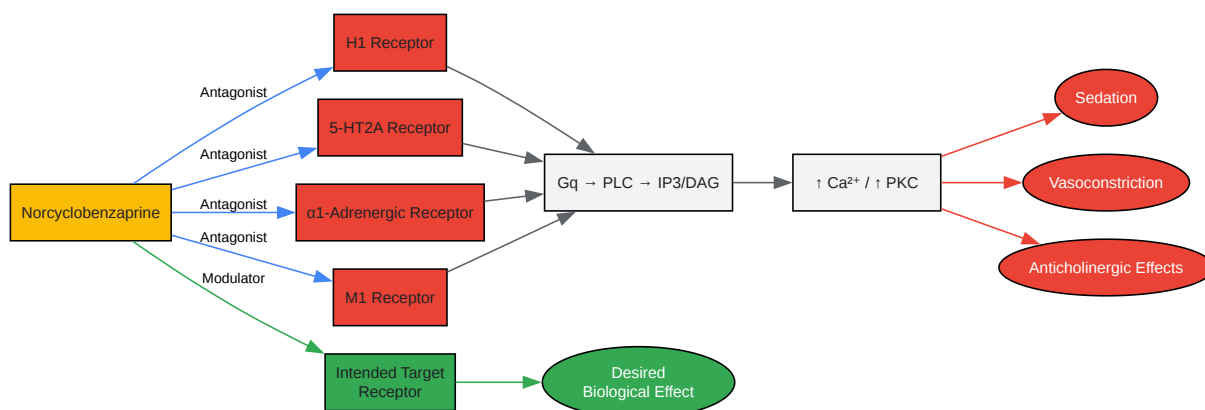 H1 Receptor
Antagonist
5-HT2A Receptor
Antagonist
Norcyclobenzaprine
Antagonist
α1-Adrenergic Receptor
Antagonist
M1 Receptor
Modulator
Intended Target
Receptor
Gq → PLC → IP3/DAG
↑ Ca²⁺ / ↑ PKC
Sedation
Vasoconstriction
Anticholinergic Effects
Desired
Biological Effect